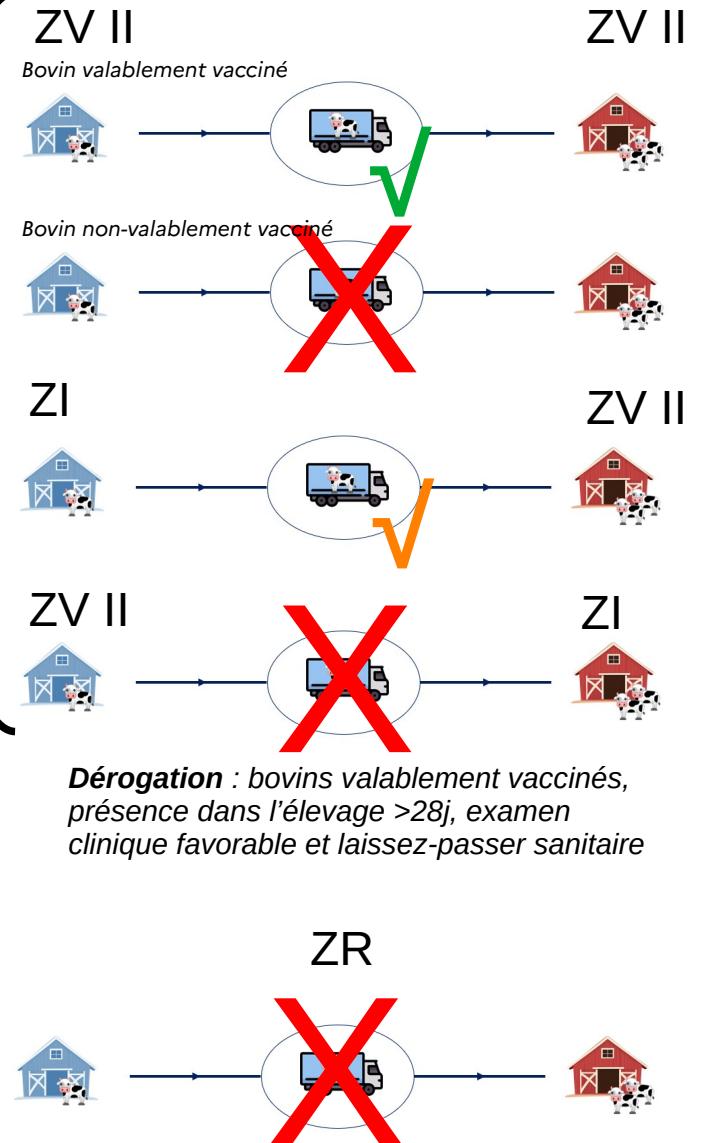 ZV II
ZV II
Bovin valablement vacciné
Bovin non-valablement vacciné
ZI
ZV II
ZV II
ZI
Dérogation : bovins valablement vaccinés,
présence dans l’élevage >28j, examen
clinique favorable et laissez-passer sanitaire
ZR